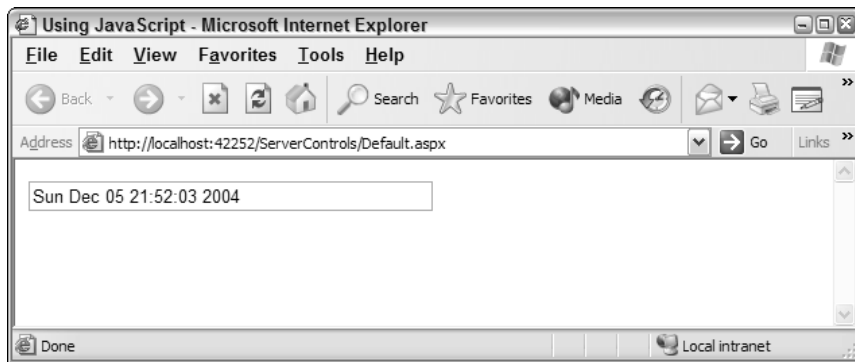 Using JavaScript - Microsoft Internet Explorer
File Edit View Favorites Tools Help
Back Search Favorites Media »
Address http://localhost:42252/ServerControls/Default.aspx Go Links »
Sun Dec 05 21:52:03 2004
Done Local intranet